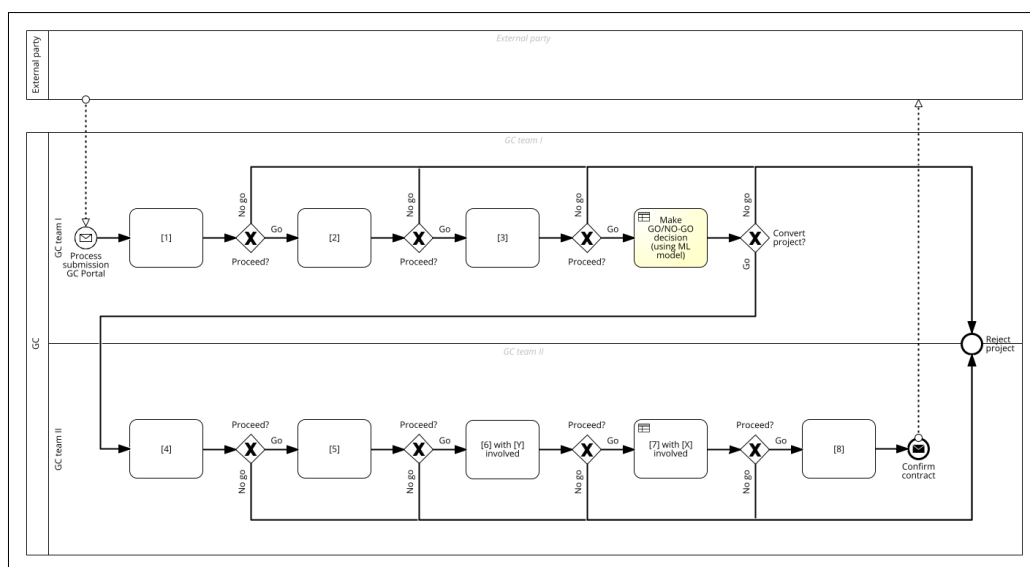 External party
External party
GC
GC team I
GC team I
No go
No go
No go
No go
Process
submission
GC Portal
[1]
Go
Proceed?
[2]
Go
Proceed?
[3]
Go
Proceed?
Make
GO/NO-GO
decision
(using ML
model)
Convert
project?
Go
Reject
project
GC team II
GC team II
[4]
Proceed?
Go
No go
[5]
Proceed?
Go
No go
[6] with [Y]
involved
Proceed?
Go
No go
[7] with [X]
involved
Proceed?
Go
No go
[8]
Confirm
contract